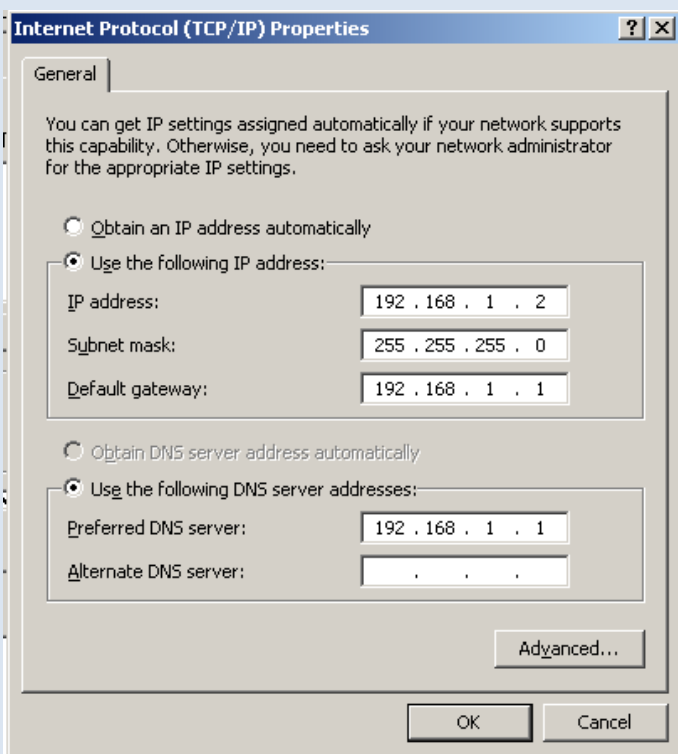 Internet Protocol (TCP/IP) Properties
General
You can get IP settings assigned automatically if your network supports
this capability. Otherwise, you need to ask your network administrator
for the appropriate IP settings.
Obtain an IP address automatically
Use the following IP address:
IP address: 192 . 168 . 1 . 2
Subnet mask: 255 . 255 . 255 . 0
Default gateway: 192 . 168 . 1 . 1
Obtain DNS server address automatically
Use the following DNS server addresses:
Preferred DNS server: 192 . 168 . 1 . 1
Alternate DNS server: . . .
Advanced...
OK Cancel